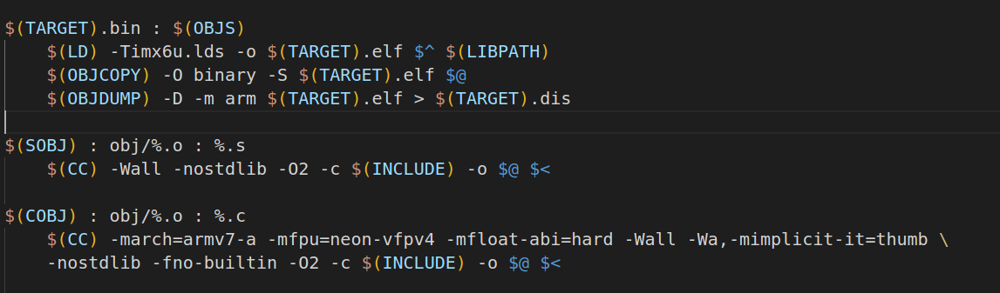 $(TARGET).bin : $(OBJS)
    $(LD) -Timx6u.lds -o $(TARGET).elf $^ $(LIBPATH)
    $(OBJCOPY) -O binary -S $(TARGET).elf $@
    $(OBJDUMP) -D -m arm $(TARGET).elf > $(TARGET).dis

$(SOBJ) : obj/%.o : %.s
    $(CC) -Wall -nostdlib -O2 -c $(INCLUDE) -o $@ $<

$(COBJ) : obj/%.o : %.c
    $(CC) -march=armv7-a -mfpu=neon-vfpv4 -mfloat-abi=hard -Wall -Wa,-mimplicit-it=thumb \
    -nostdlib -fno-builtin -O2 -c $(INCLUDE) -o $@ $<